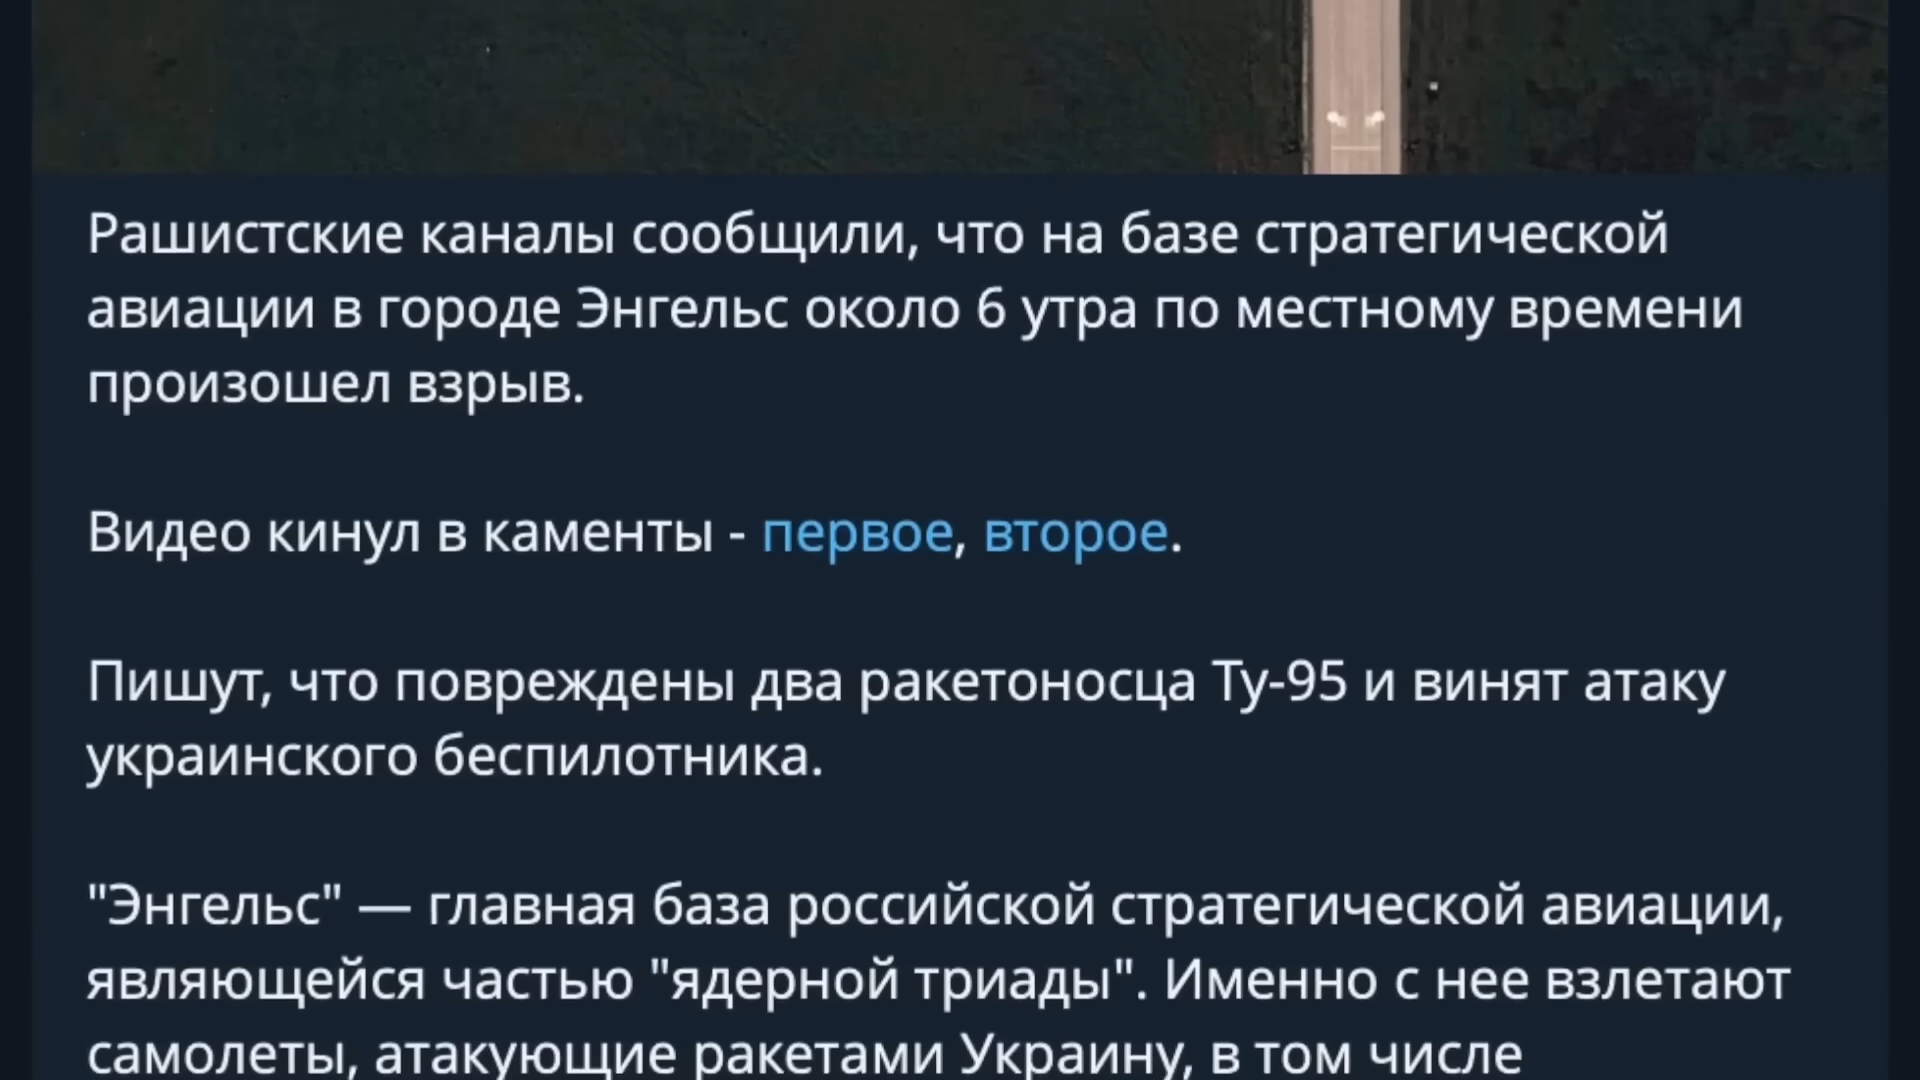 Рашистские каналы сообщили, что на базе стратегической
авиации в городе Энгельс около 6 утра по местному времени
произошел взрыв.
Видео кинул в каменты - первое, второе.
Пишут, что повреждены два ракетоносца Ту-95 и винят атаку
украинского беспилотника.
"Энгельс" — главная база российской стратегической авиации,
являющейся частью "ядерной триады". Именно с нее взлетают
самолеты, атакующие ракетами Украину, в том числе